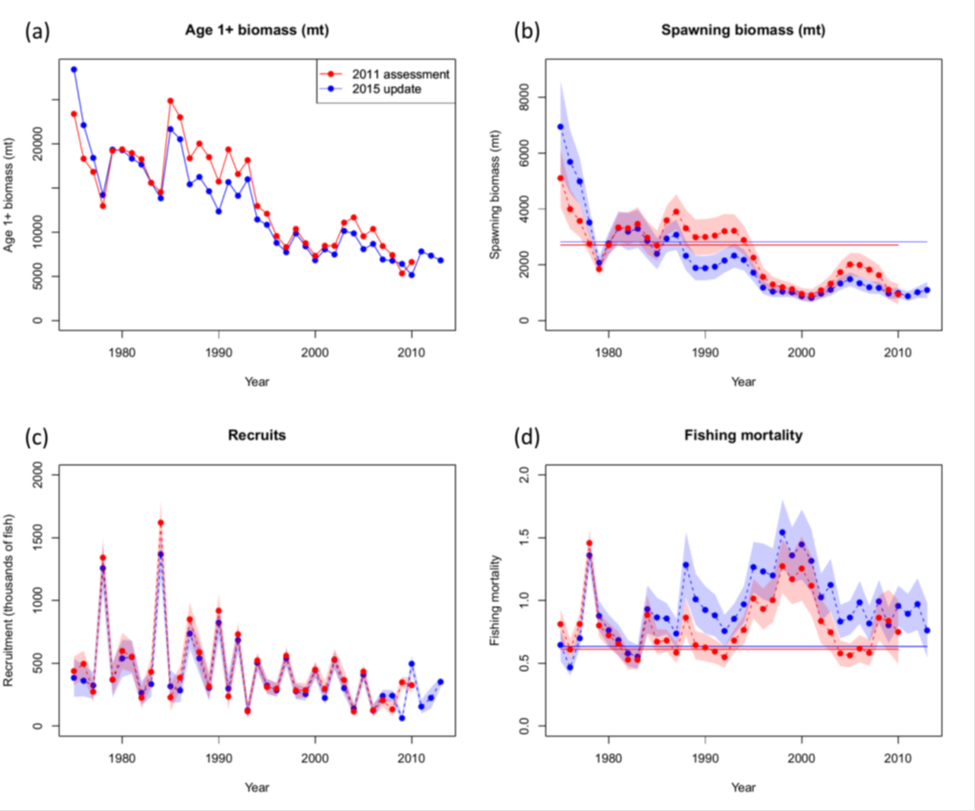 (a)
Age 1+ biomass (mt)
2011 assessment
2015 update
Age 1+ biomass (mt)
20000
10000
5000
0
1980 1990 2000 2010
Year
(b)
Spawning biomass (mt)
Spawning biomass (mt)
8000
6000
4000
2000
0
1980 1990 2000 2010
Year
(c)
Recruits
Recruitment (thousands of fish)
2000
1500
1000
500
0
1980 1990 2000 2010
Year
(d)
Fishing mortality
Fishing mortality
2.0
1.5
1.0
0.5
0.0
1980 1990 2000 2010
Year